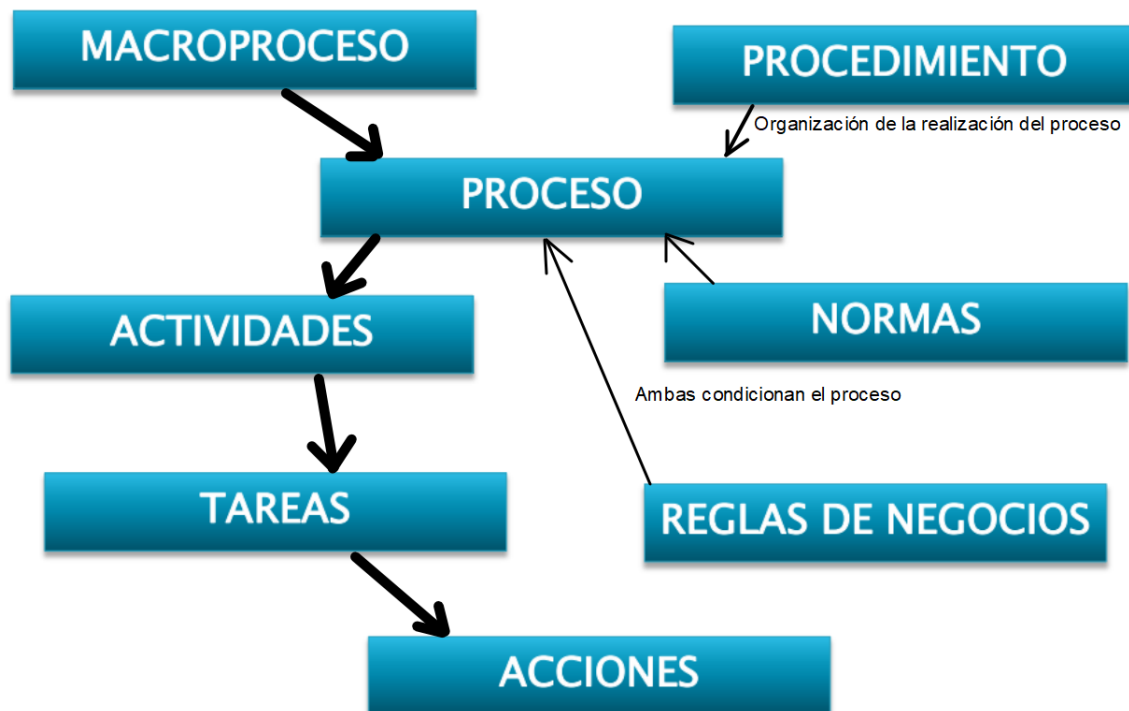 MACROPROCESO
PROCEDIMIENTO
Organización de la realización del proceso
PROCESO
ACTIVIDADES
NORMAS
Ambas condicionan el proceso
TAREAS
REGLAS DE NEGOCIOS
ACCIONES